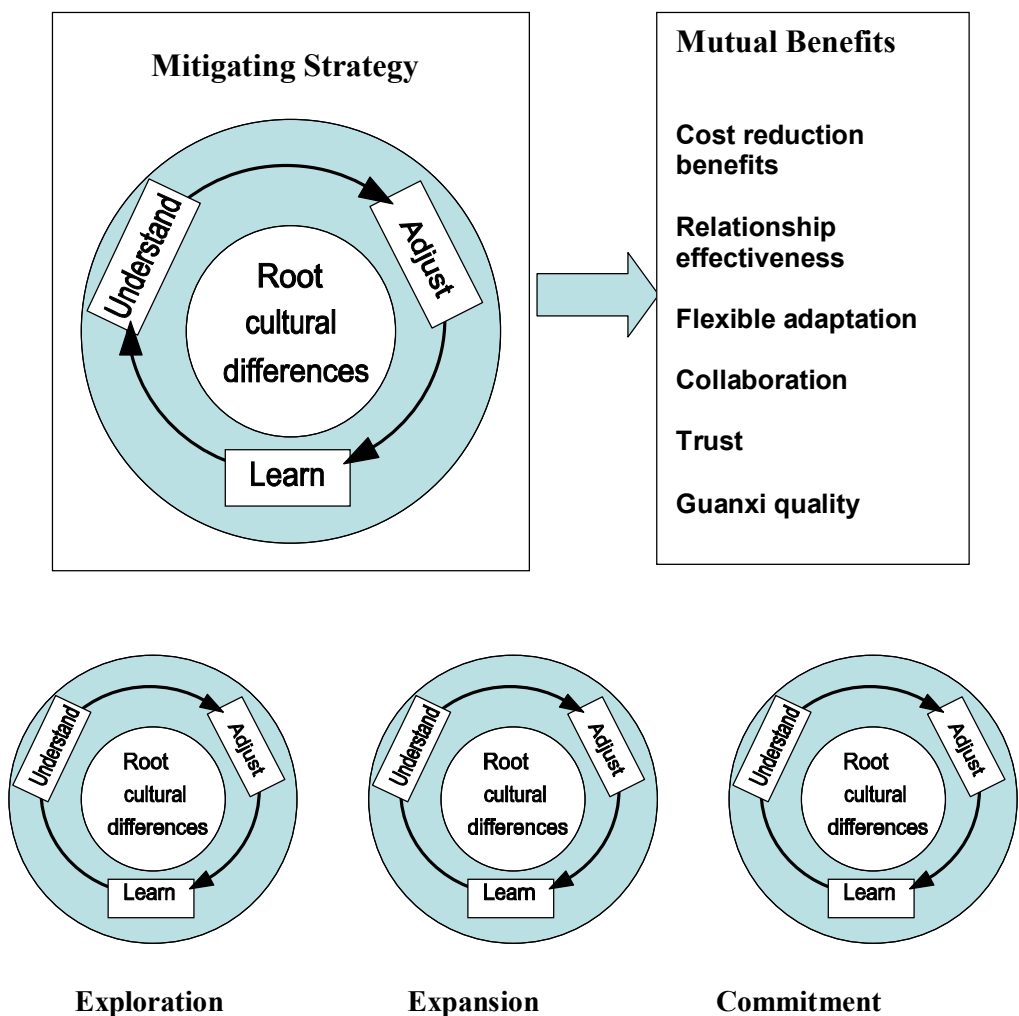 Mitigating Strategy
Understand
Adjust
Root
cultural
differences
Learn
Mutual Benefits
Cost reduction
benefits
Relationship
effectiveness
Flexible adaptation
Collaboration
Trust
Guanxi quality
Understand
Adjust
Root
cultural
differences
Learn
Exploration
Understand
Adjust
Root
cultural
differences
Learn
Expansion
Understand
Adjust
Root
cultural
differences
Learn
Commitment